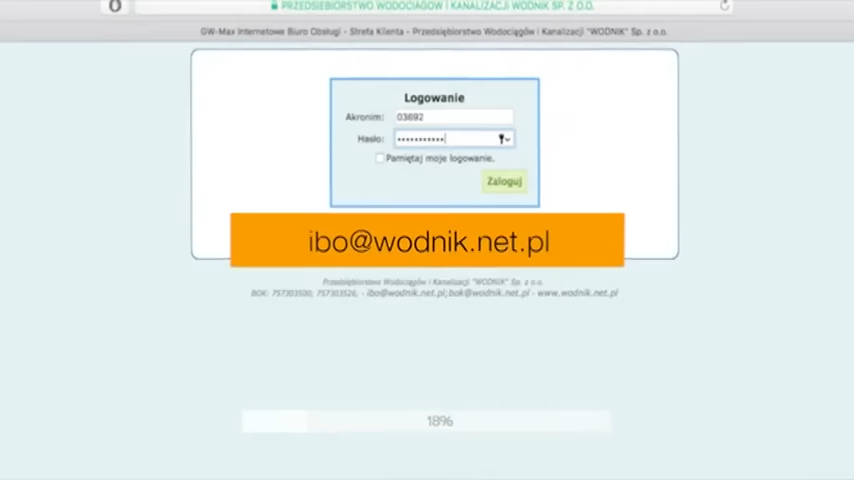 PRZEDSIĘBIORSTWO WODOCIĄGÓW I KANALIZACJI WODNIK SP. Z O.O.
GW-Max Internetowe Biuro Obsługi - Strefa Klienta - Przedsiębiorstwo Wodociągów i Kanalizacji "WODNIK" Sp. z o.o.
Logowanie
Akronim: 03692
Hasło: •••••••••••
Pamiętaj moje logowanie.
Zaloguj
ibo@wodnik.net.pl
Przedsiębiorstwo Wodociągów i Kanalizacji "WODNIK" Sp. z o.o.
BOK: 757303500; 757303526, - ibo@wodnik.net.pl;bok@wodnik.net.pl - www.wodnik.net.pl
18%